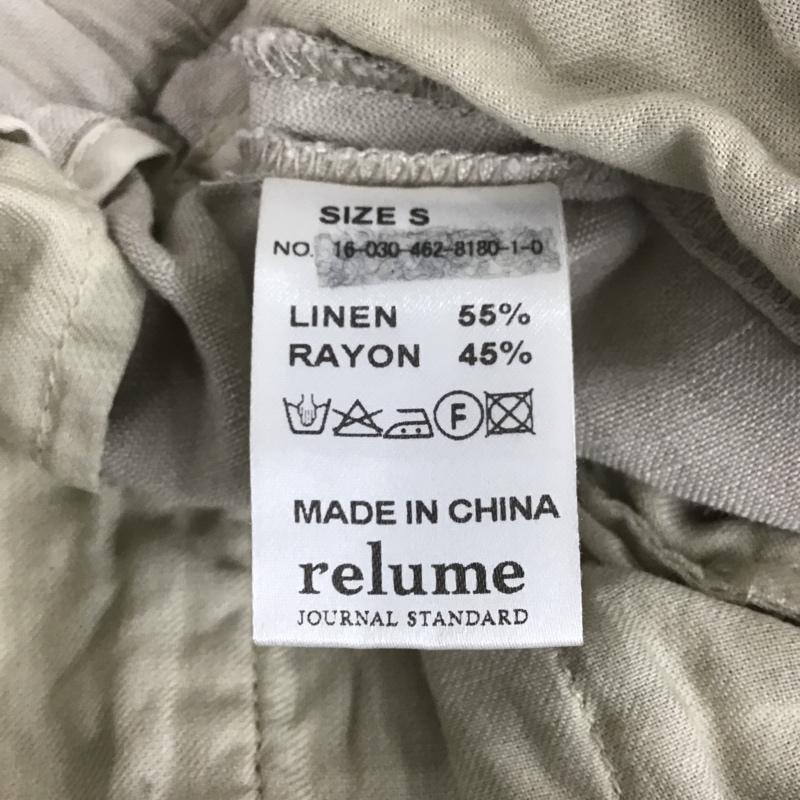 SIZE S
NO. 16-030-462-8180-1-0
LINEN 55%
RAYON 45%
F
MADE IN CHINA
relume
JOURNAL STANDARD